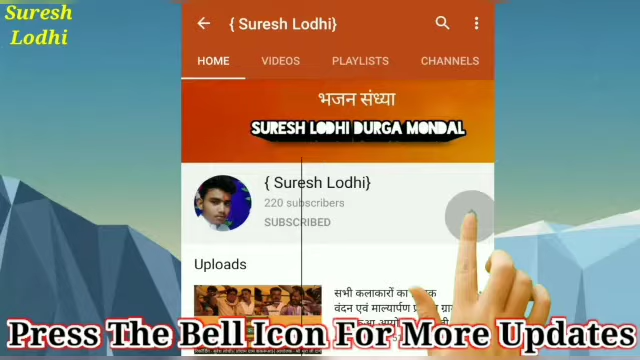 Suresh
Lodhi
{ Suresh Lodhi}
HOME VIDEOS PLAYLISTS CHANNELS
भजन संध्या
SURESH LODHI DURGA MONDAL
{ Suresh Lodhi}
220 subscribers
SUBSCRIBED
Uploads
सभी कलाकारों का
वंदन एवं माल्यार्पण
Press The Bell Icon For More Updates